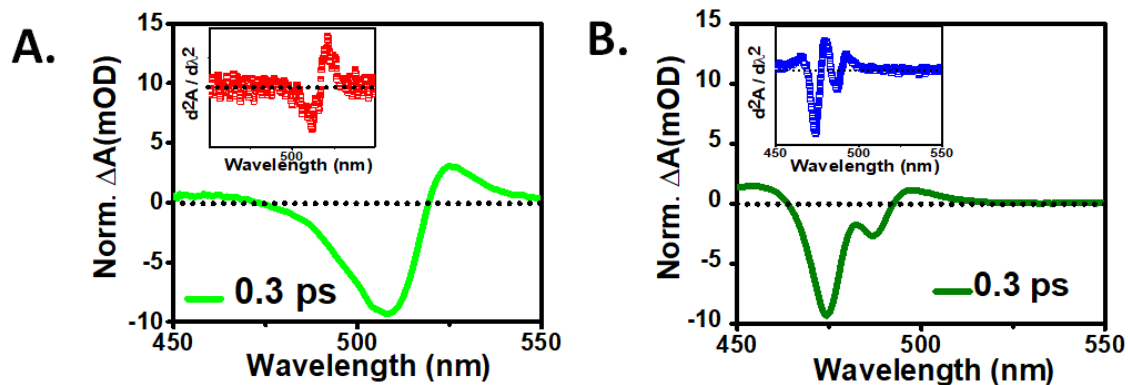 A.
15
10
5
0
-5
-10
Norm. ΔA(mOD)
d²A / dλ²
500
Wavelength (nm)
0.3 ps
450
500
550
Wavelength (nm)
B.
15
10
5
0
-5
-10
Norm. ΔA(mOD)
d²A / dλ²
450
500
550
Wavelength (nm)
0.3 ps
450
500
550
Wavelength (nm)